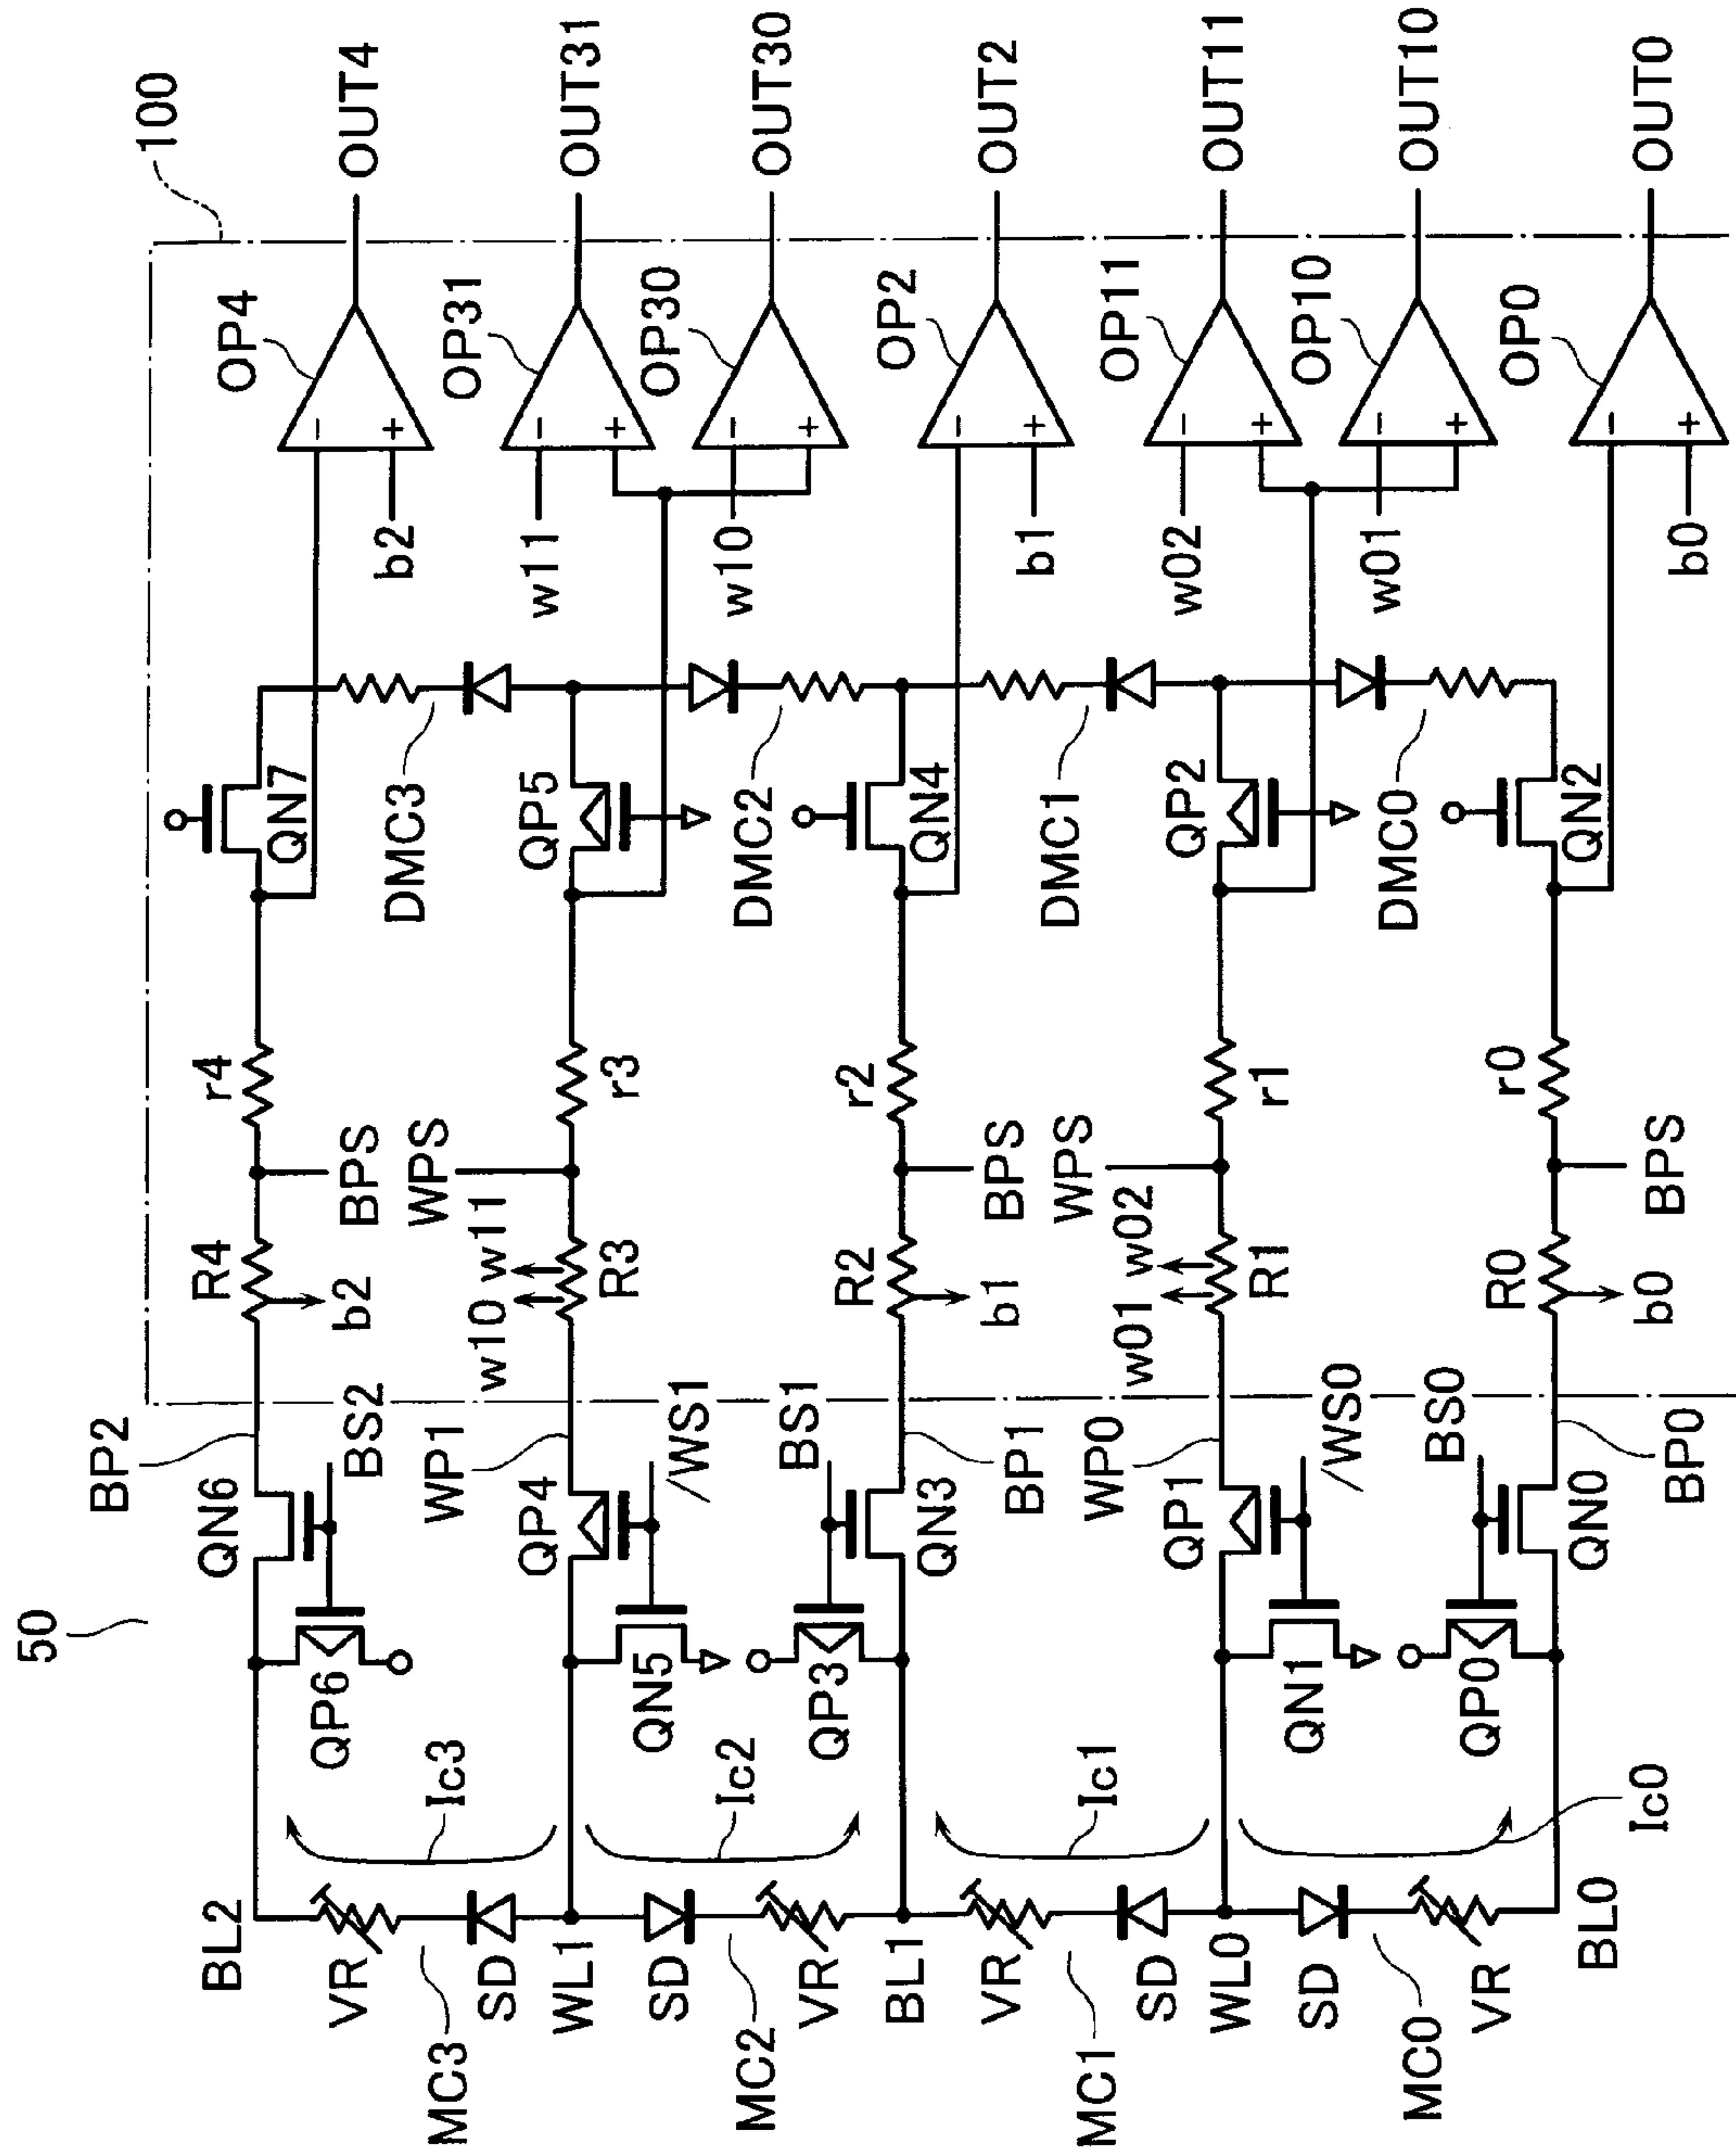 100
OUT4
OUT31
OUT30
OUT2
OUT11
OUT10
OUT0
OP4
OP31
OP30
OP2
OP11
OP10
OP0
-
+
-
+
-
+
-
+
-
+
-
+
-
+
b2
w11
w10
b1
w02
w01
b0
QN7
DMC3
QP5
DMC2
QN4
DMC1
QP2
DMC0
QN2
r4
r3
r2
r1
r0
BPS
WPS
BPS
WPS
BPS
R4
b2
w10 w11
R3
R2
b1
w01 w02
R1
R0
b0
50
BP2
QN6
BS2
WP1
QP4
/WS1
BS1
QN3
BP1
WP0
QP1
/WS0
BS0
QN0
BP0
QP6
QN5
QP3
QN1
QP0
Ic3
Ic2
Ic1
Ic0
BL2
VR
SD
WL1
SD
VR
BL1
VR
SD
WL0
SD
VR
BL0
MC3
MC2
MC1
MC0